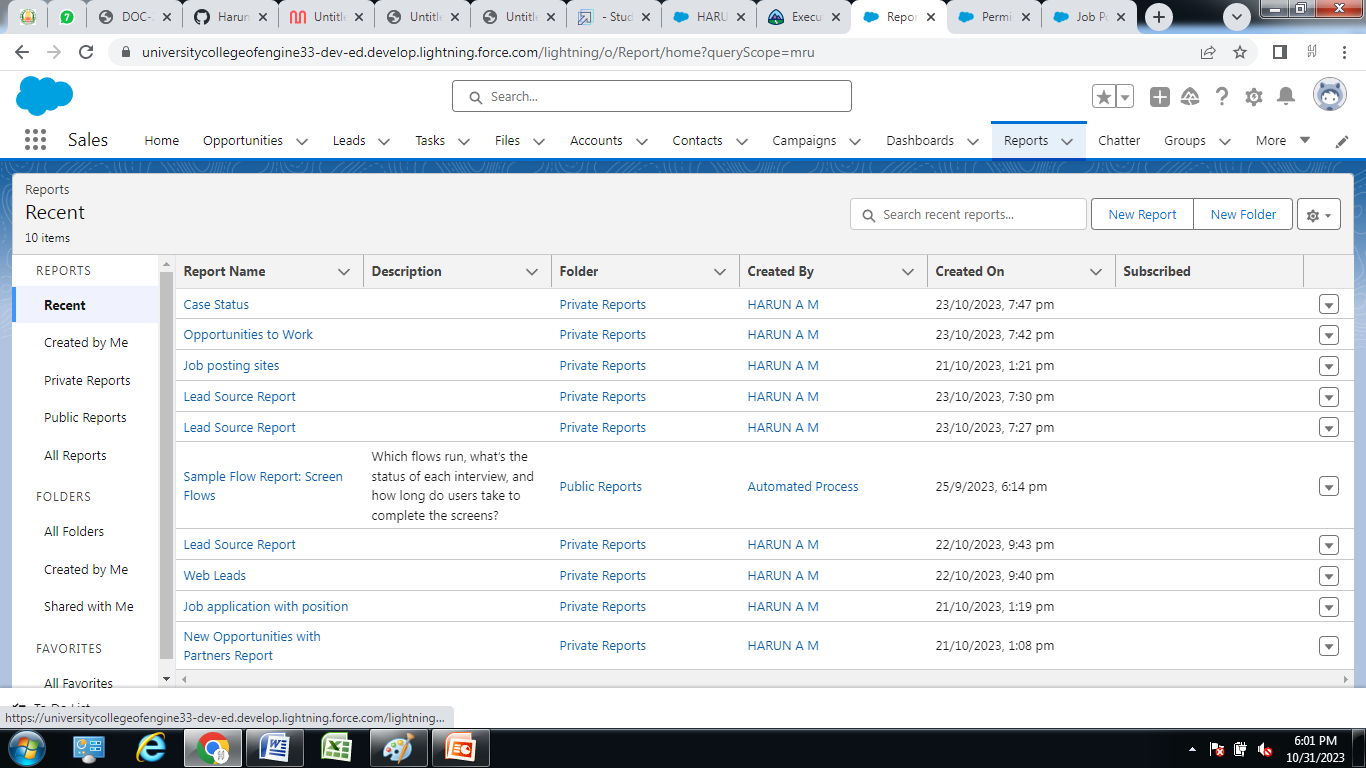 DOC-
Harun
Untitle
Untitle
Untitle
- Stud
HARU
Execu
Repor
Permi
Job Po
universitycollegeofengine33-dev-ed.develop.lightning.force.com/lightning/o/Report/home?queryScope=mru
Search...
Sales
Home
Opportunities
Leads
Tasks
Files
Accounts
Contacts
Campaigns
Dashboards
Reports
Chatter
Groups
More
Reports
Recent
10 items
Search recent reports...
New Report
New Folder
REPORTS
Recent
Created by Me
Private Reports
Public Reports
All Reports
FOLDERS
All Folders
Created by Me
Shared with Me
FAVORITES
All Favorites
Report Name Description Folder Created By Created On Subscribed
Case Status Private Reports HARUN A M 23/10/2023, 7:47 pm
Opportunities to Work Private Reports HARUN A M 23/10/2023, 7:42 pm
Job posting sites Private Reports HARUN A M 21/10/2023, 1:21 pm
Lead Source Report Private Reports HARUN A M 23/10/2023, 7:30 pm
Lead Source Report Private Reports HARUN A M 23/10/2023, 7:27 pm
Sample Flow Report: Screen
Flows
Which flows run, what's the
status of each interview, and
how long do users take to
complete the screens?
Public Reports Automated Process 25/9/2023, 6:14 pm
Lead Source Report Private Reports HARUN A M 22/10/2023, 9:43 pm
Web Leads Private Reports HARUN A M 22/10/2023, 9:40 pm
Job application with position Private Reports HARUN A M 21/10/2023, 1:19 pm
New Opportunities with
Partners Report
Private Reports HARUN A M 21/10/2023, 1:08 pm
To Do List
https://universitycollegeofengine33-dev-ed.develop.lightning.force.com/lightning...
6:01 PM
10/31/2023